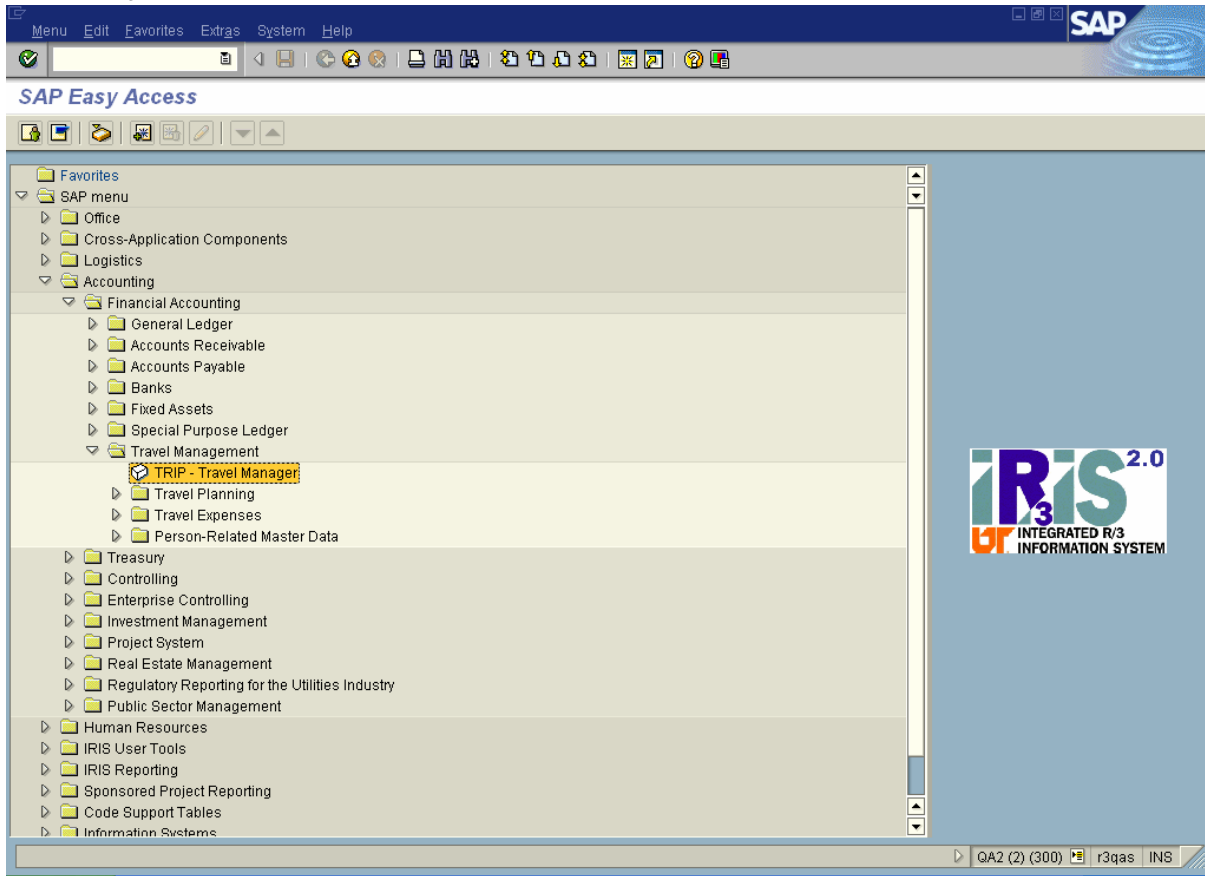 Menu Edit Favorites Extras System Help
SAP
SAP Easy Access
Favorites
SAP menu
Office
Cross-Application Components
Logistics
Accounting
Financial Accounting
General Ledger
Accounts Receivable
Accounts Payable
Banks
Fixed Assets
Special Purpose Ledger
Travel Management
TRIP - Travel Manager
Travel Planning
Travel Expenses
Person-Related Master Data
Treasury
Controlling
Enterprise Controlling
Investment Management
Project System
Real Estate Management
Regulatory Reporting for the Utilities Industry
Public Sector Management
Human Resources
IRIS User Tools
IRIS Reporting
Sponsored Project Reporting
Code Support Tables
Information Systems
iRiS 2.0
3
UT INTEGRATED R/3
INFORMATION SYSTEM
QA2 (2) (300) r3qas INS